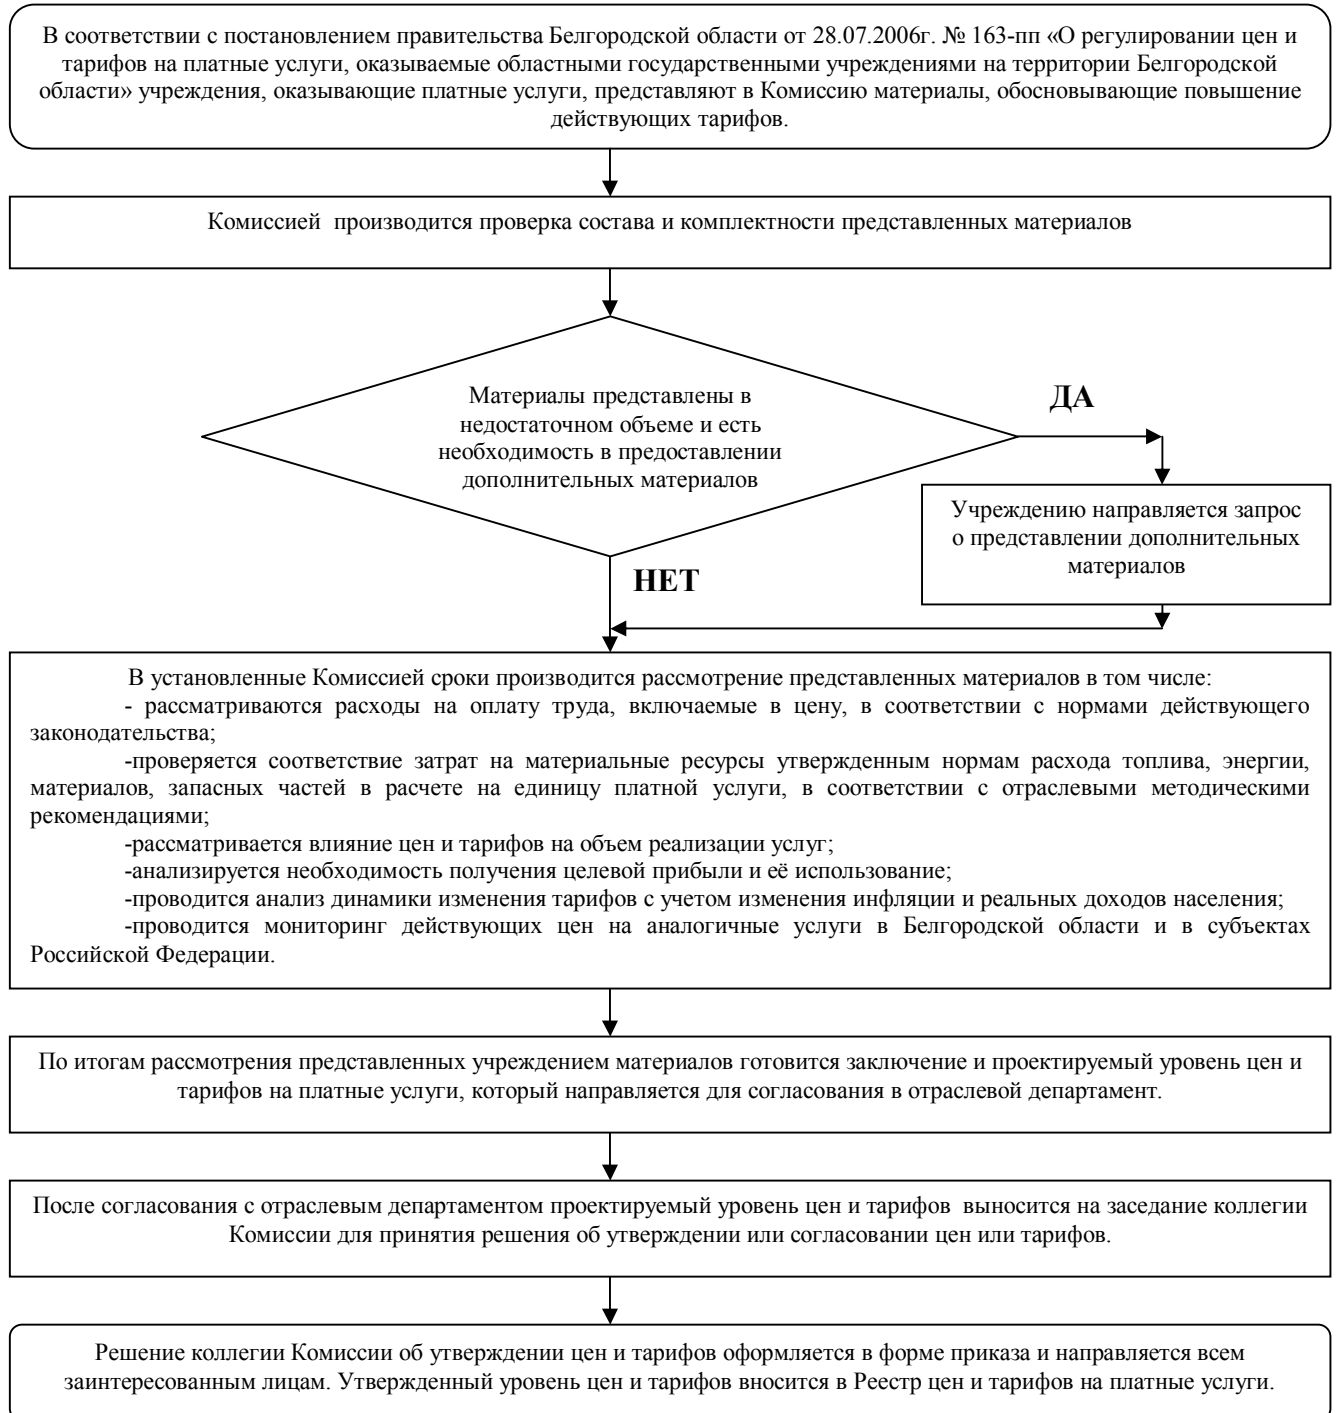 В соответствии с постановлением правительства Белгородской области от 28.07.2006г. № 163-пп «О регулировании цен и
тарифов на платные услуги, оказываемые областными государственными учреждениями на территории Белгородской
области» учреждения, оказывающие платные услуги, представляют в Комиссию материалы, обосновывающие повышение
действующих тарифов.
Комиссией производится проверка состава и комплектности представленных материалов
Материалы представлены в
недостаточном объеме и есть
необходимость в предоставлении
дополнительных материалов
ДА
Учреждению направляется запрос
о представлении дополнительных
материалов
НЕТ
В установленные Комиссией сроки производится рассмотрение представленных материалов в том числе:
- рассматриваются расходы на оплату труда, включаемые в цену, в соответствии с нормами действующего
законодательства;
-проверяется соответствие затрат на материальные ресурсы утвержденным нормам расхода топлива, энергии,
материалов, запасных частей в расчете на единицу платной услуги, в соответствии с отраслевыми методическими
рекомендациями;
-рассматривается влияние цен и тарифов на объем реализации услуг;
-анализируется необходимость получения целевой прибыли и её использование;
-проводится анализ динамики изменения тарифов с учетом изменения инфляции и реальных доходов населения;
-проводится мониторинг действующих цен на аналогичные услуги в Белгородской области и в субъектах
Российской Федерации.
По итогам рассмотрения представленных учреждением материалов готовится заключение и проектируемый уровень цен и
тарифов на платные услуги, который направляется для согласования в отраслевой департамент.
После согласования с отраслевым департаментом проектируемый уровень цен и тарифов выносится на заседание коллегии
Комиссии для принятия решения об утверждении или согласовании цен или тарифов.
Решение коллегии Комиссии об утверждении цен и тарифов оформляется в форме приказа и направляется всем
заинтересованным лицам. Утвержденный уровень цен и тарифов вносится в Реестр цен и тарифов на платные услуги.